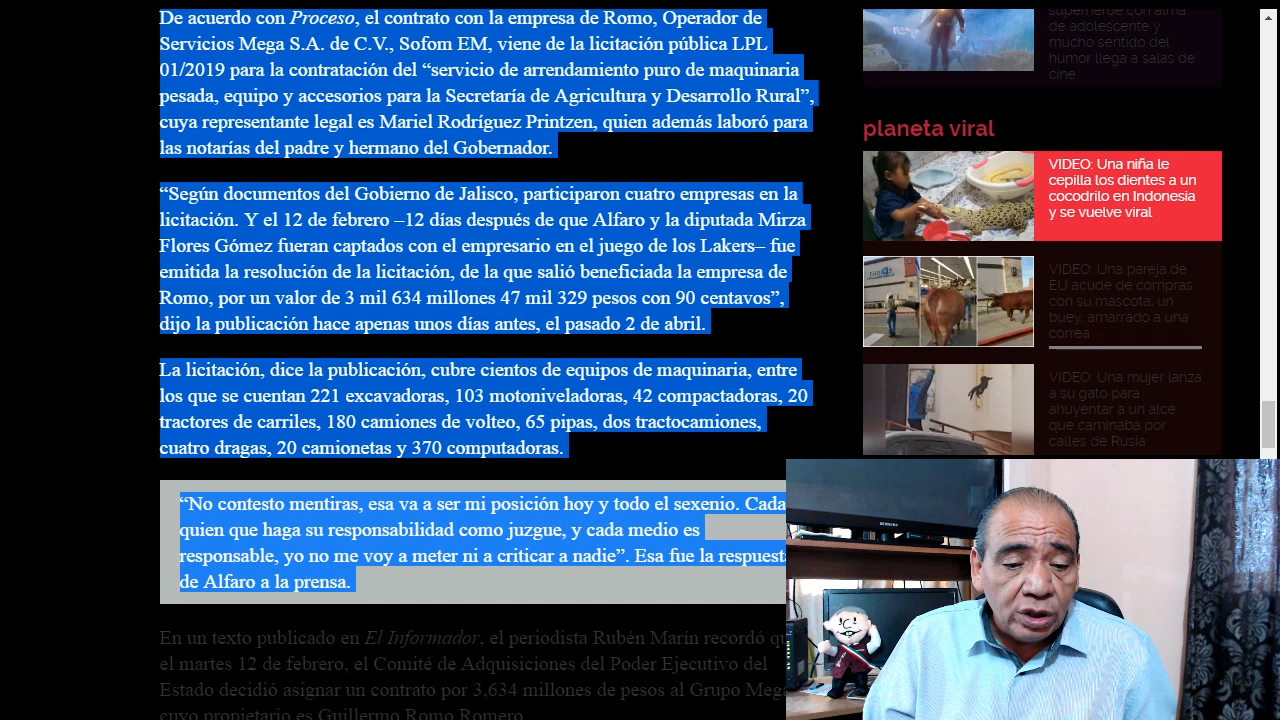 De acuerdo con Proceso, el contrato con la empresa de Romo, Operador de
Servicios Mega S.A. de C.V., Sofom EM, viene de la licitación pública LPL
01/2019 para la contratación del “servicio de arrendamiento puro de maquinaria
pesada, equipo y accesorios para la Secretaría de Agricultura y Desarrollo Rural”,
cuya representante legal es Mariel Rodríguez Printzen, quien además laboró para
las notarías del padre y hermano del Gobernador.
“Según documentos del Gobierno de Jalisco, participaron cuatro empresas en la
licitación. Y el 12 de febrero –12 días después de que Alfaro y la diputada Mirza
Flores Gómez fueran captados con el empresario en el juego de los Lakers– fue
emitida la resolución de la licitación, de la que salió beneficiada la empresa de
Romo, por un valor de 3 mil 634 millones 47 mil 329 pesos con 90 centavos”,
dijo la publicación hace apenas unos días antes, el pasado 2 de abril.
La licitación, dice la publicación, cubre cientos de equipos de maquinaria, entre
los que se cuentan 221 excavadoras, 103 motoniveladoras, 42 compactadoras, 20
tractores de carriles, 180 camiones de volteo, 65 pipas, dos tractocamiones,
cuatro dragas, 20 camionetas y 370 computadoras.
“No contesto mentiras, esa va a ser mi posición hoy y todo el sexenio. Cada
quien que haga su responsabilidad como juzgue, y cada medio es
responsable, yo no me voy a meter ni a criticar a nadie”. Esa fue la respuesta
de Alfaro a la prensa.
En un texto publicado en El Informador, el periodista Rubén Marín recordó qu
el martes 12 de febrero, el Comité de Adquisiciones del Poder Ejecutivo del
Estado decidió asignar un contrato por 3,634 millones de pesos al Grupo Mega
cuyo propietario es Guillermo Romo Romero
superhéroe con alma
de adolescente y
mucho sentido del
humor llega a salas de
cine
planeta viral
VIDEO: Una niña le
cepilla los dientes a un
cocodrilo en Indonesia
y se vuelve viral
VIDEO: Una pareja de
EU acude de compras
con su mascota, un
buey, amarrado a una
correa
VIDEO: Una mujer lanza
a su gato para
ahuyentar a un alce
que caminaba por
calles de Rusia
SAMSUNG